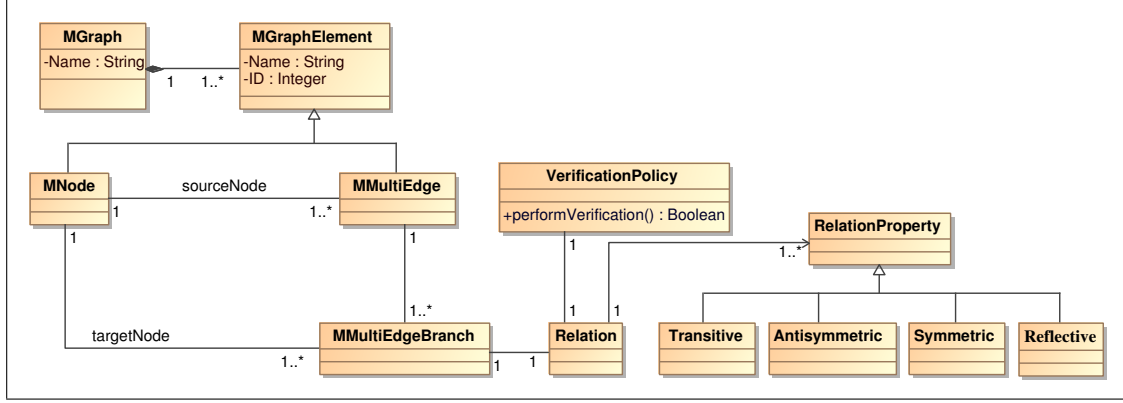 MGraph
-Name : String
1
1..*
MGraphElement
-Name : String
-ID : Integer
MNode
sourceNode
1
1..*
MMultiEdge
VerificationPolicy
+performVerification() : Boolean
RelationProperty
1
1
1
1..*
1..*
targetNode
1..*
MMultiEdgeBranch
1
1
Relation
1
1
Transitive
Antisymmetric
Symmetric
Reflective